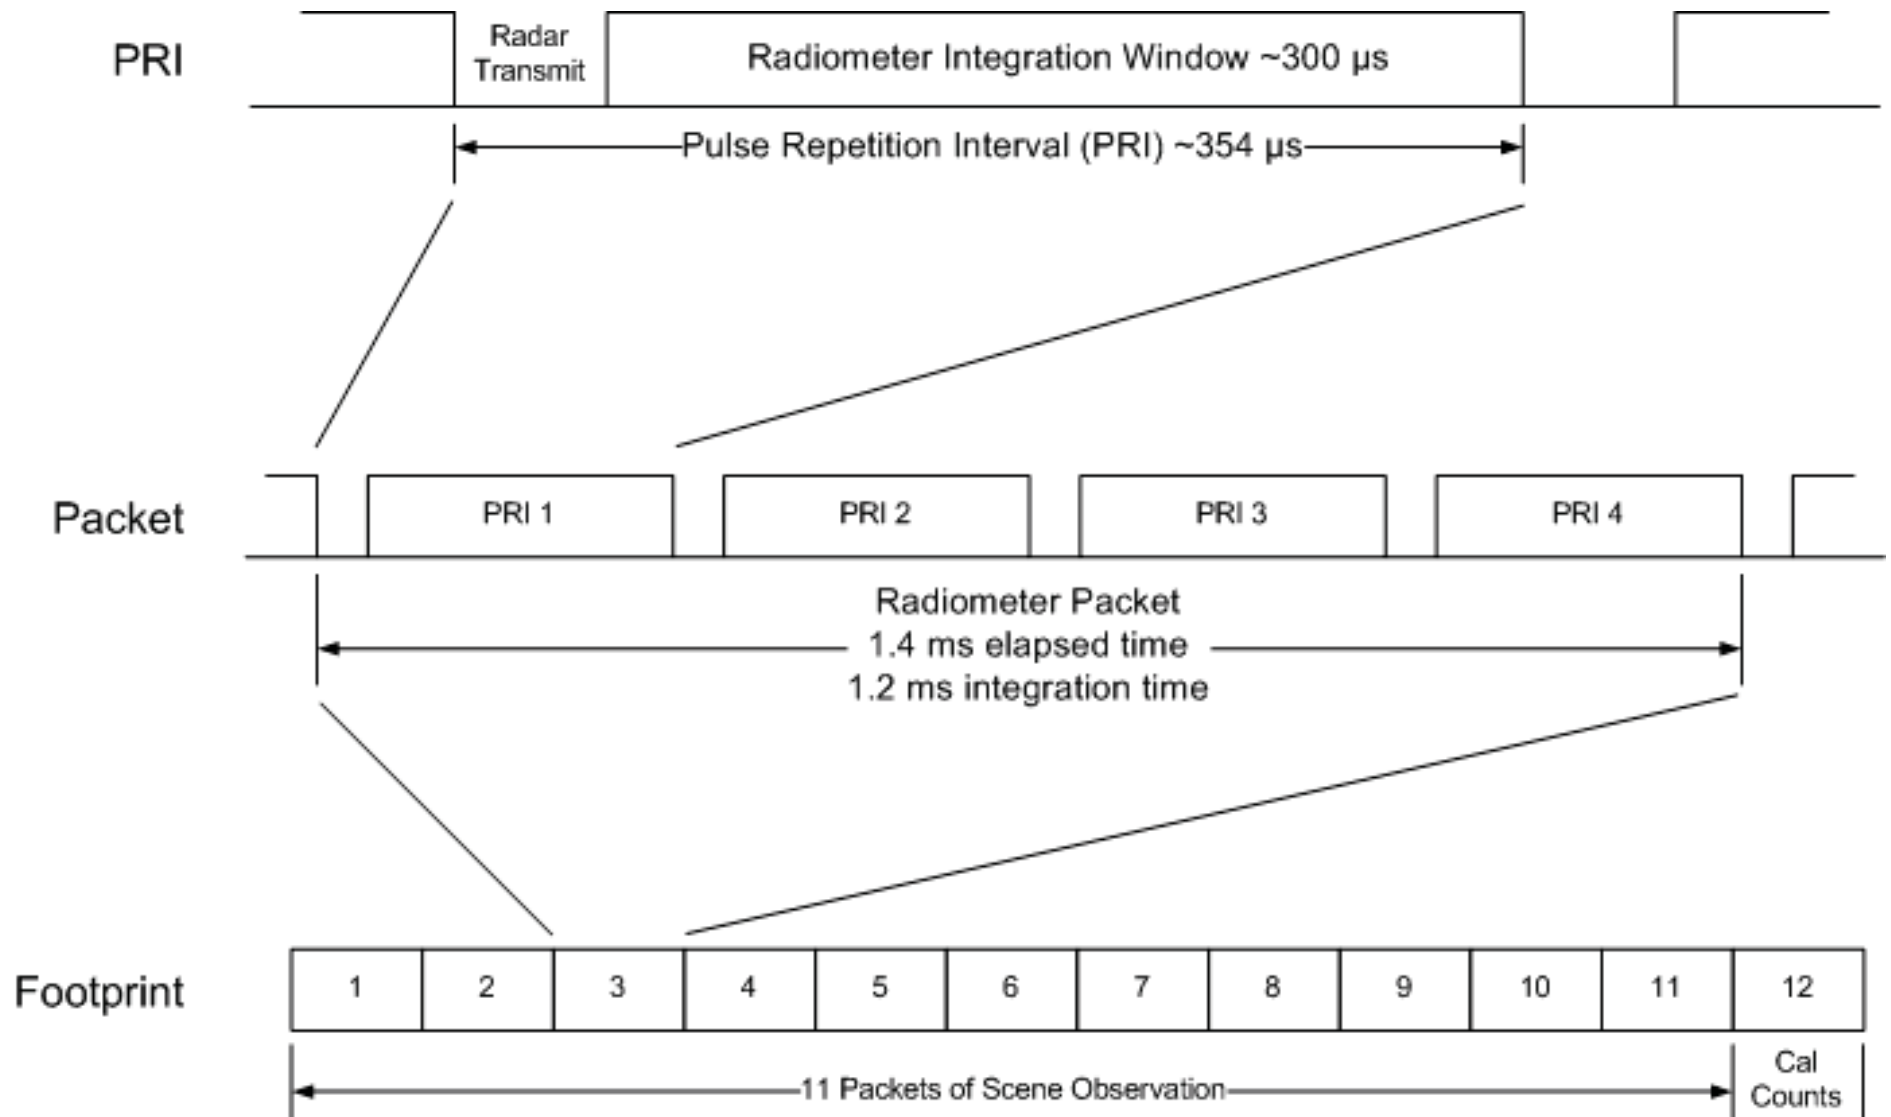 PRI
Radar
Transmit
Radiometer Integration Window ~300 µs
Pulse Repetition Interval (PRI) ~354 µs
Packet
PRI 1
PRI 2
PRI 3
PRI 4
Radiometer Packet
1.4 ms elapsed time
1.2 ms integration time
Footprint
1
2
3
4
5
6
7
8
9
10
11
12
11 Packets of Scene Observation
Cal
Counts